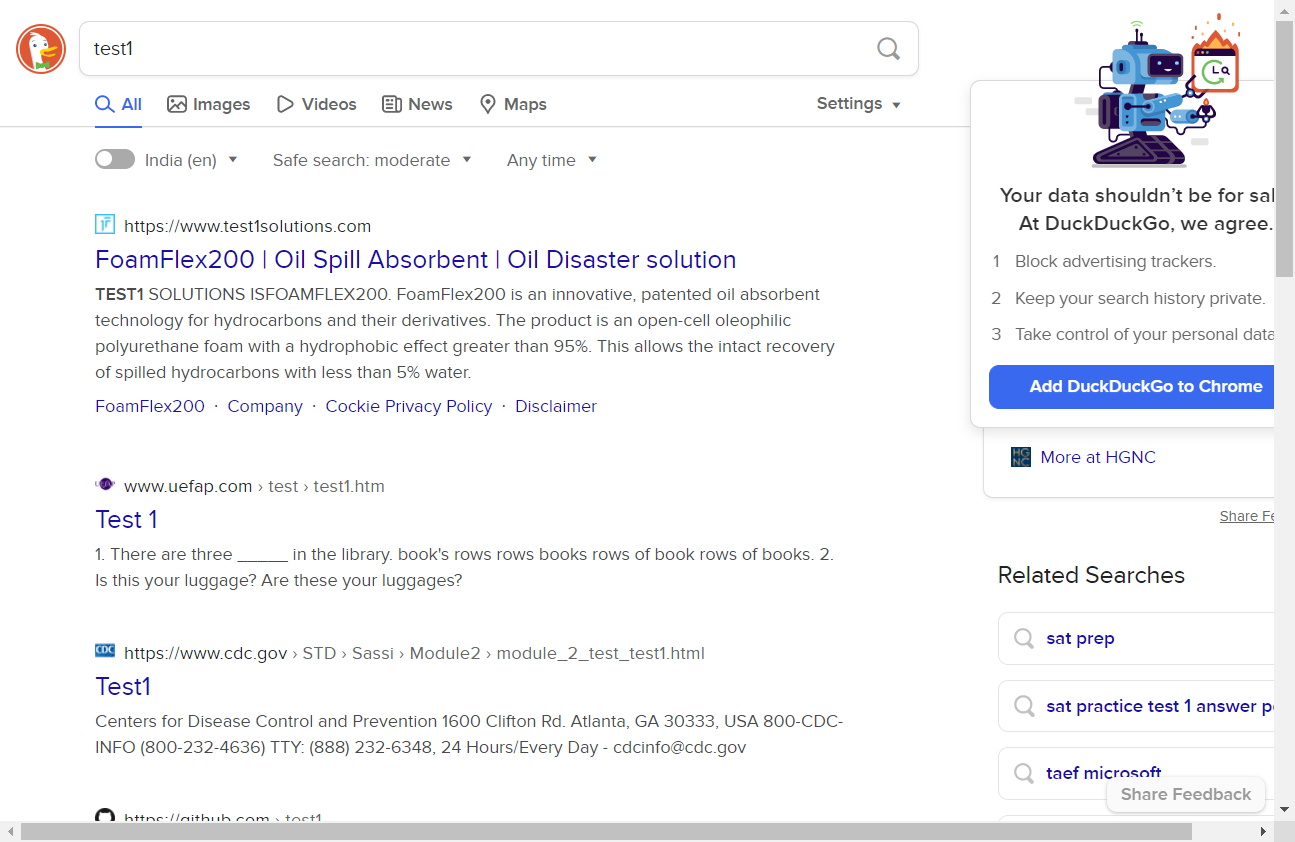 test1
All Images Videos News Maps Settings
India (en) Safe search: moderate Any time
https://www.test1solutions.com
FoamFlex200 | Oil Spill Absorbent | Oil Disaster solution
TEST1 SOLUTIONS ISFOAMFLEX200. FoamFlex200 is an innovative, patented oil absorbent
technology for hydrocarbons and their derivatives. The product is an open-cell oleophilic
polyurethane foam with a hydrophobic effect greater than 95%. This allows the intact recovery
of spilled hydrocarbons with less than 5% water.
FoamFlex200 · Company · Cockie Privacy Policy · Disclaimer
www.uefap.com › test › test1.htm
Test 1
1. There are three _____ in the library. book's rows rows books rows of book rows of books. 2.
Is this your luggage? Are these your luggages?
CDC
https://www.cdc.gov › STD › Sassi › Module2 › module_2_test_test1.html
Test1
Centers for Disease Control and Prevention 1600 Clifton Rd. Atlanta, GA 30333, USA 800-CDC-
INFO (800-232-4636) TTY: (888) 232-6348, 24 Hours/Every Day - cdcinfo@cdc.gov
https://github.com › test1
Your data shouldn’t be for sal
At DuckDuckGo, we agree.
1 Block advertising trackers.
2 Keep your search history private.
3 Take control of your personal data
Add DuckDuckGo to Chrome
HGNC
More at HGNC
Share Fe
Related Searches
sat prep
sat practice test 1 answer p
taef microsoft
Share Feedback